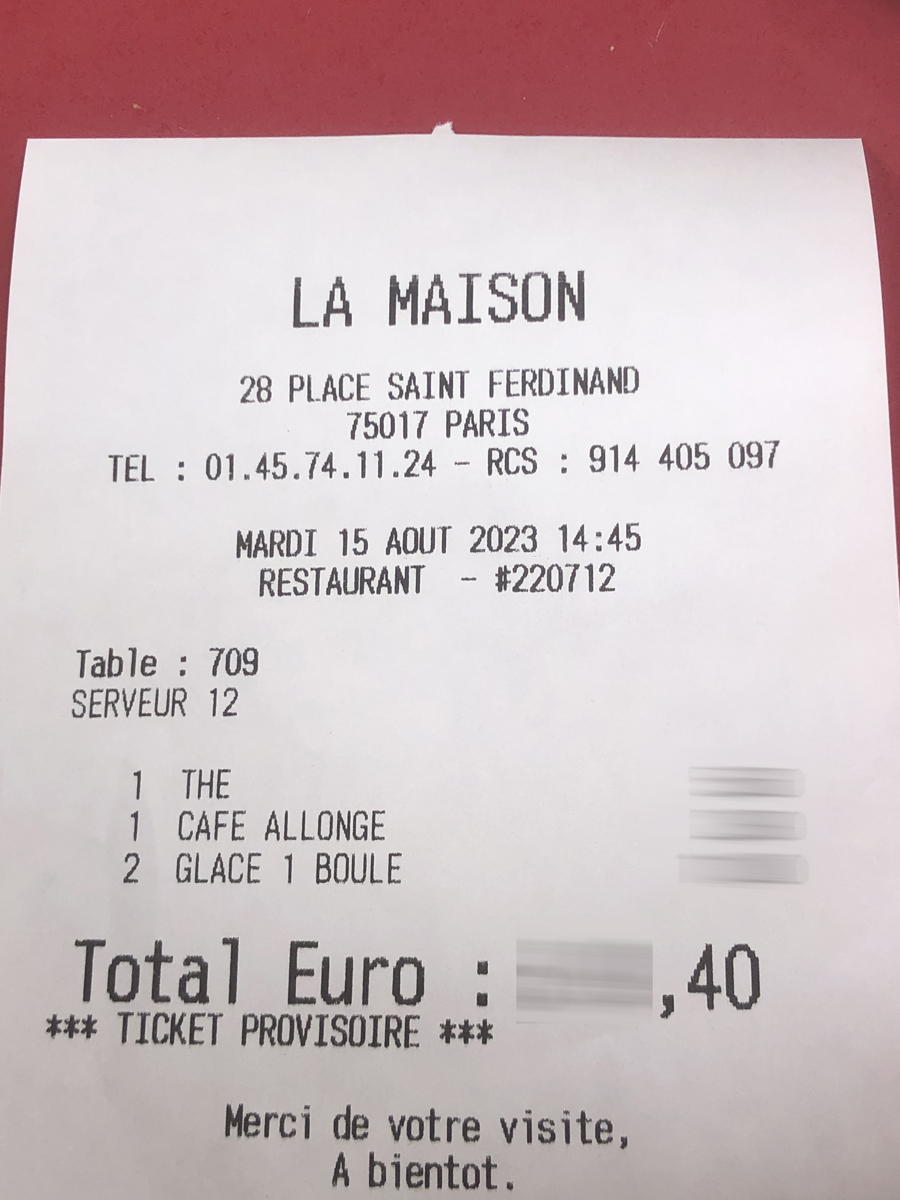 LA MAISON
28 PLACE SAINT FERDINAND
75017 PARIS
TEL : 01.45.74.11.24 - RCS : 914 405 097
MARDI 15 AOUT 2023 14:45
RESTAURANT - #220712
Table : 709
SERVEUR 12
1 THE
1 CAFE ALLONGE
2 GLACE 1 BOULE
Total Euro : ,40
*** TICKET PROVISOIRE ***
Merci de votre visite,
A bientot.